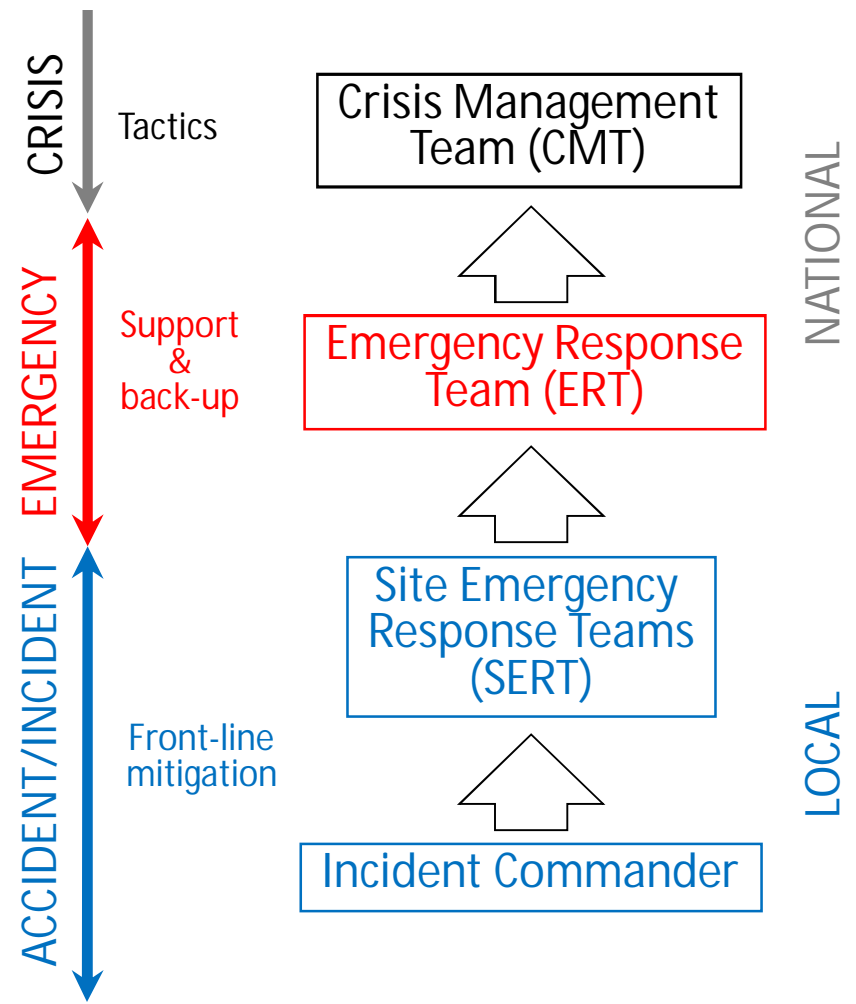 CRISIS
Tactics
Crisis Management
Team (CMT)
NATIONAL
EMERGENCY
Support
&
back-up
Emergency Response
Team (ERT)
ACCIDENT/INCIDENT
Front-line
mitigation
Site Emergency
Response Teams
(SERT)
LOCAL
Incident Commander